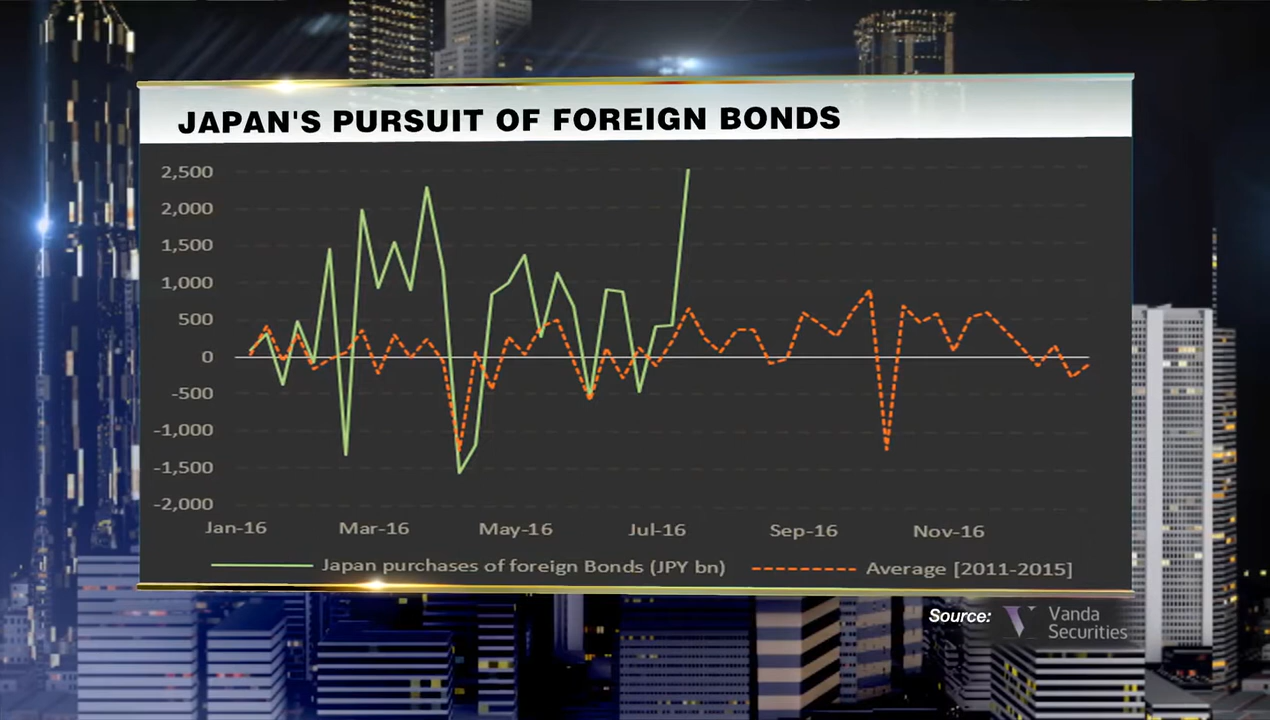 JAPAN'S PURSUIT OF FOREIGN BONDS
2,500
2,000
1,500
1,000
500
0
-500
-1,000
-1,500
-2,000
Jan-16 Mar-16 May-16 Jul-16 Sep-16 Nov-16
Japan purchases of foreign Bonds (JPY bn) Average [2011-2015]
Source: Vanda
Securities